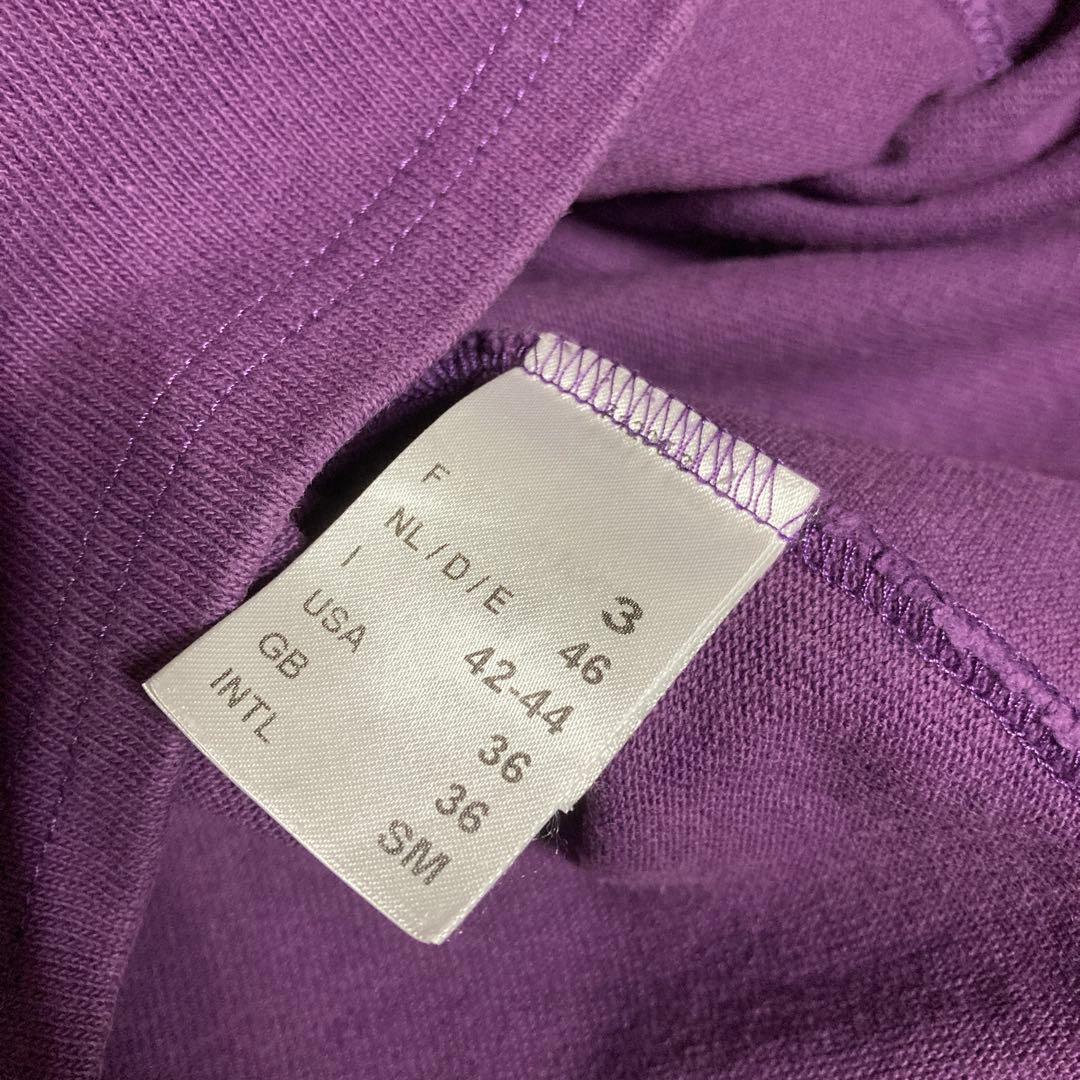 F 3
NL/D/E 46
I 42-44
USA 36
GB 36
INTL SM